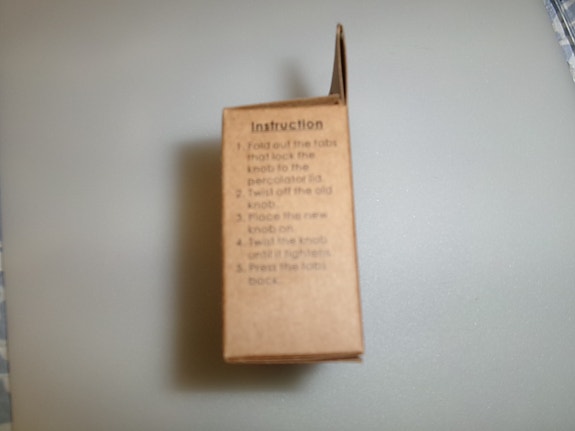 Instruction
1. Fold out the tabs
that lock the
knob to the
percolator lid.
2. Twist off the old
knob.
3. Place the new
knob on.
4. Twist the knob
until it tightens.
5. Press the tabs
back.